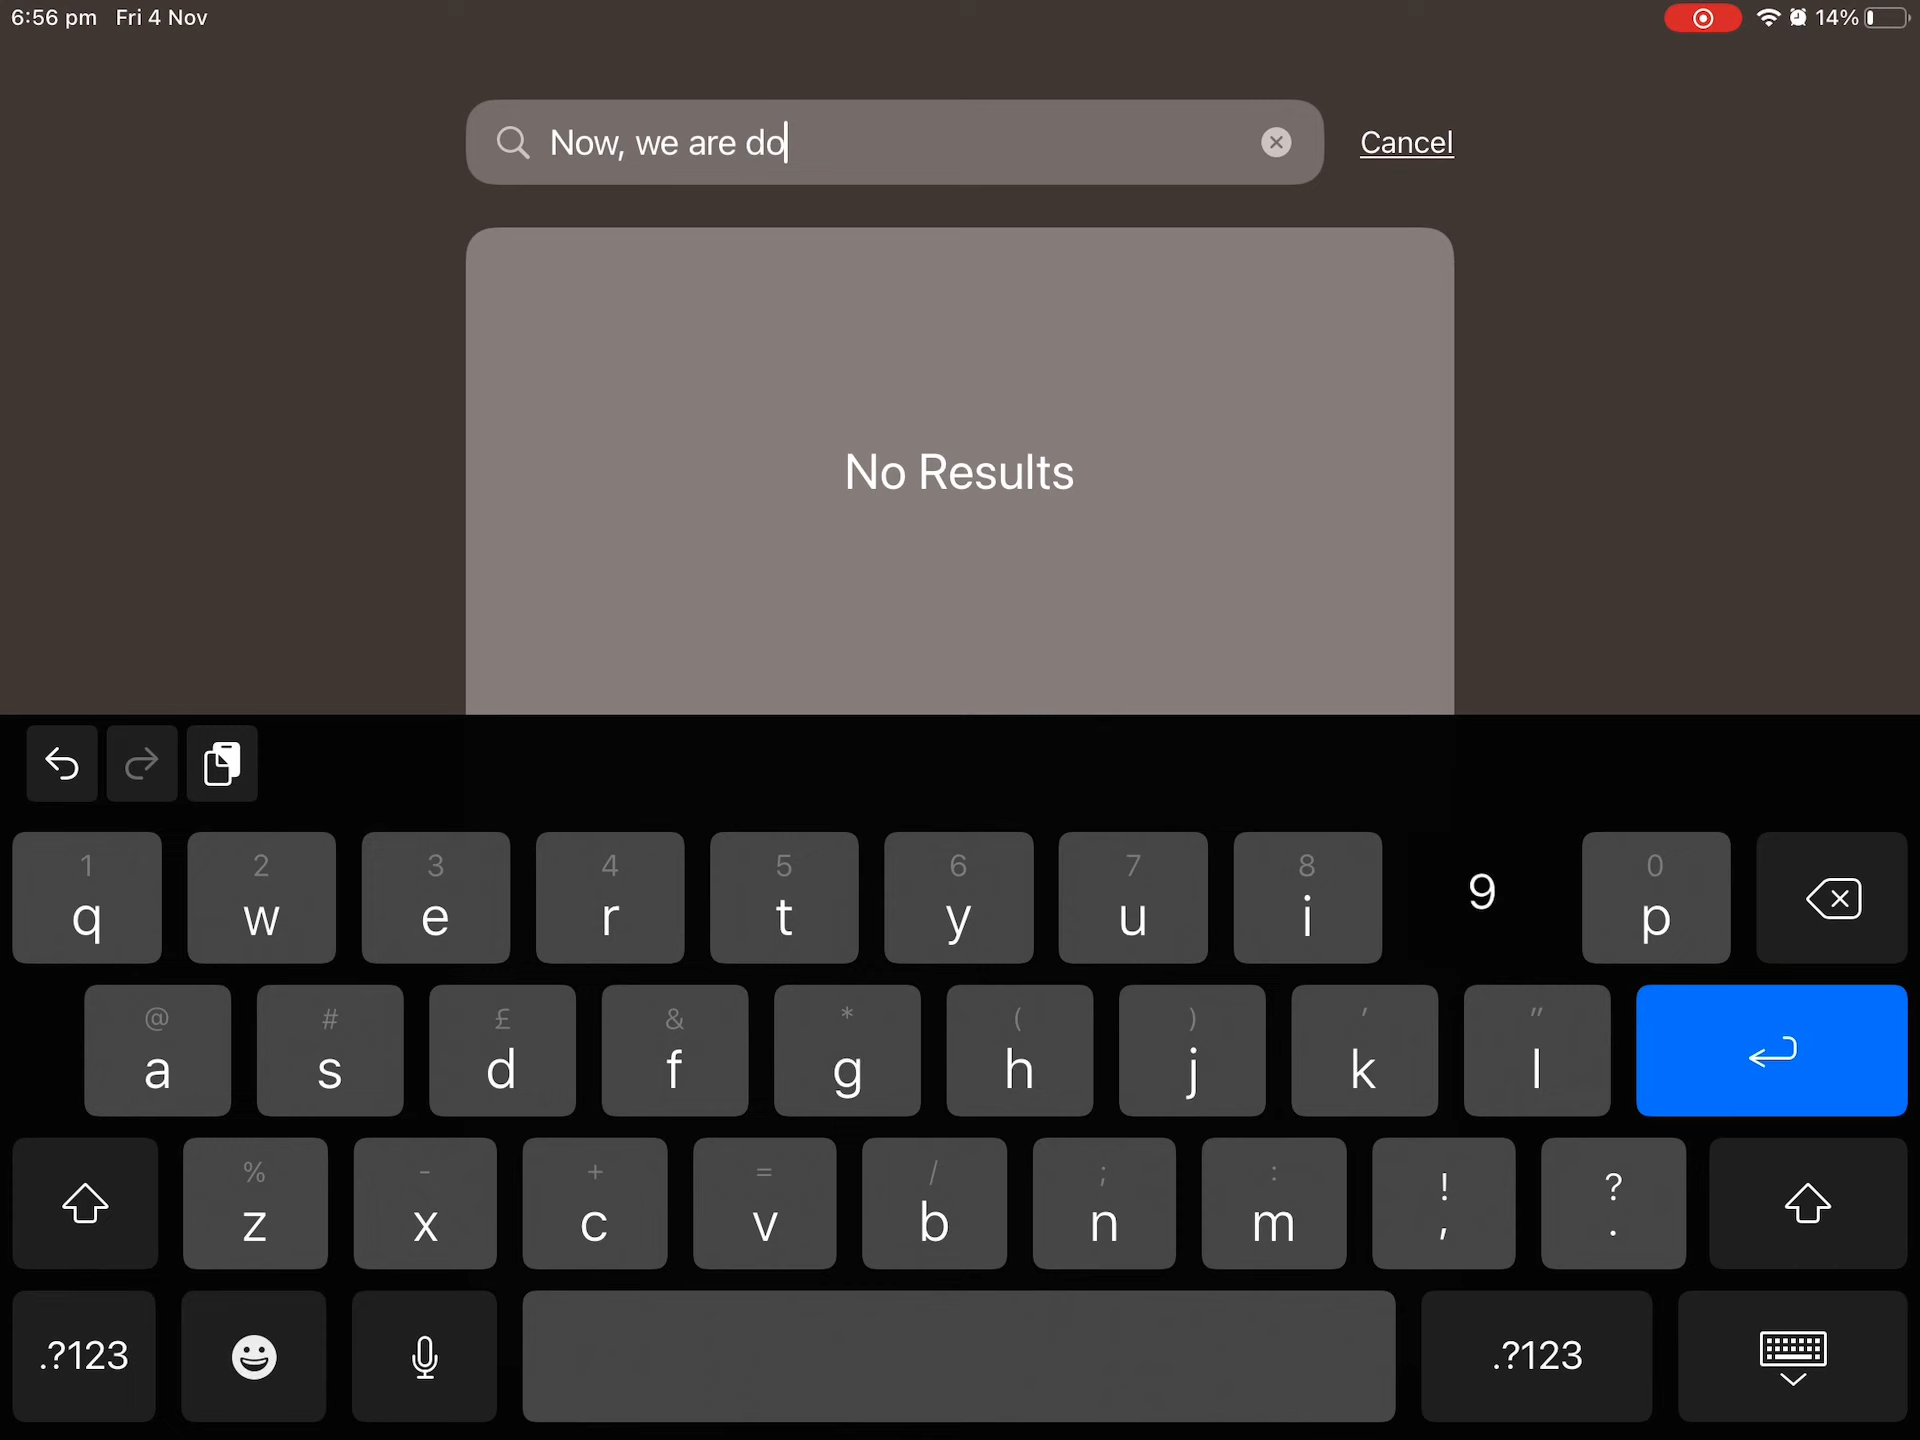 6:56 pm Fri 4 Nov 14%
Now, we are do Cancel
No Results
1 2 3 4 5 6 7 8 9 0
q w e r t y u i p
@ # £ & * ( ) ' "
a s d f g h j k l
% - + = / ; : ! ?
z x c v b n m , .
.?123 .?123